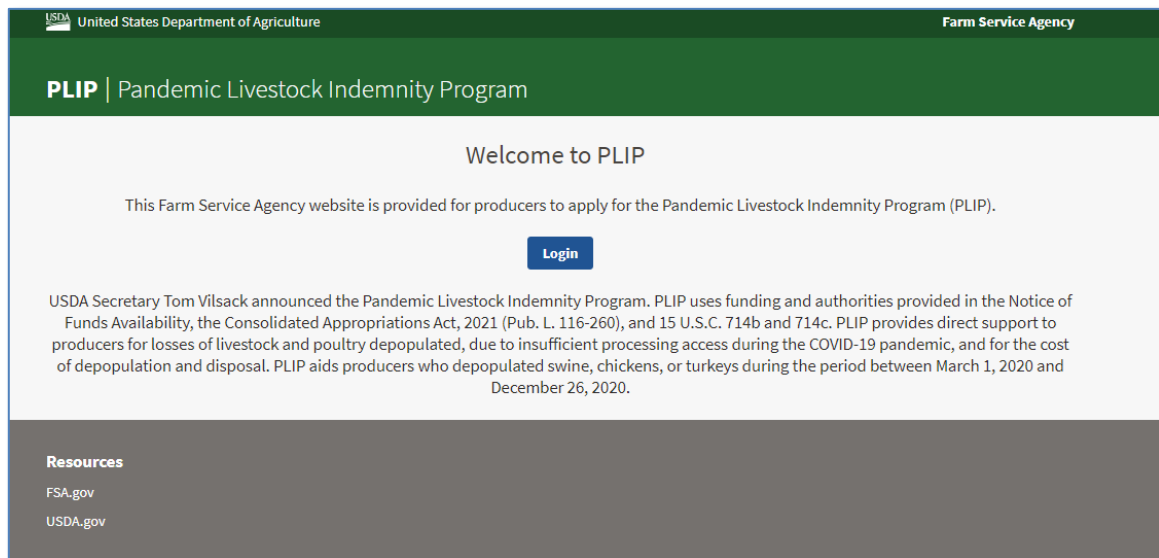 USDA United States Department of Agriculture
Farm Service Agency
PLIP | Pandemic Livestock Indemnity Program
Welcome to PLIP
This Farm Service Agency website is provided for producers to apply for the Pandemic Livestock Indemnity Program (PLIP).
Login
USDA Secretary Tom Vilsack announced the Pandemic Livestock Indemnity Program. PLIP uses funding and authorities provided in the Notice of
Funds Availability, the Consolidated Appropriations Act, 2021 (Pub. L. 116-260), and 15 U.S.C. 714b and 714c. PLIP provides direct support to
producers for losses of livestock and poultry depopulated, due to insufficient processing access during the COVID-19 pandemic, and for the cost
of depopulation and disposal. PLIP aids producers who depopulated swine, chickens, or turkeys during the period between March 1, 2020 and
December 26, 2020.
Resources
FSA.gov
USDA.gov